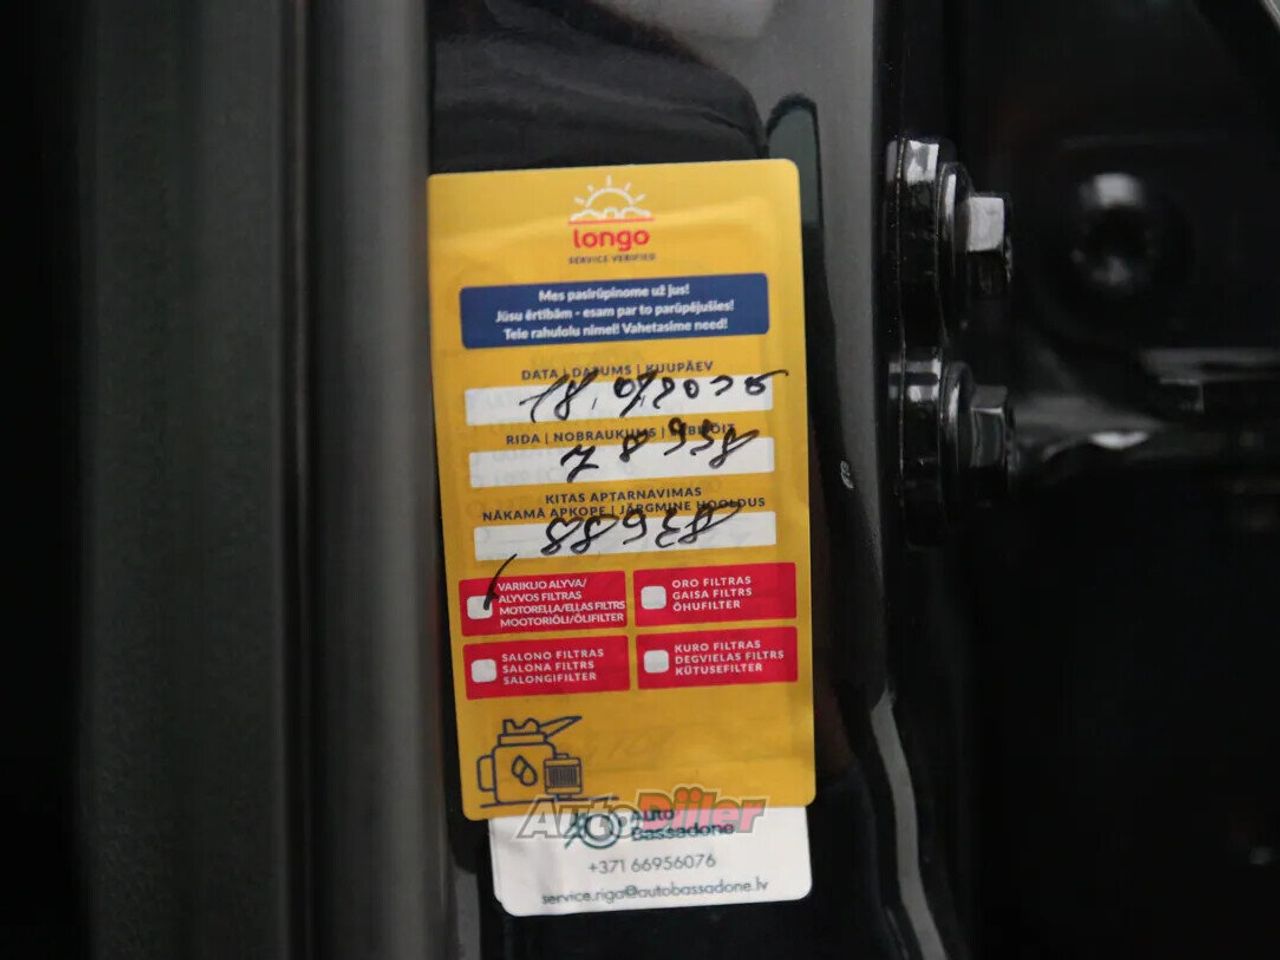 longo
SERVICE VERIFIED
Mes pasirūpinome už jus!
Jūsu ērtībām - esam par to parūpējušies!
Teie rahulolu nimel! Vahetasime need!
DATA | DATUMS | KUUPÄEV
RIDA | NOBRAUKUMS | LÄBISÕIT
KITAS APTARNAVIMAS
NĀKAMĀ APKOPE | JÄRGMINE HOOLDUS
VARIKLIO ALYVA/
ALYVOS FILTRAS
MOTOREĻĻA/EĻĻAS FILTRS
MOOTORIÕLI/ÕLIFILTER
ORO FILTRAS
GAISA FILTRS
ÕHUFILTER
SALONO FILTRAS
SALONA FILTRS
SALONGIFILTER
KURO FILTRAS
DEGVIELAS FILTRS
KÜTUSEFILTER
AutoDiiler
Auto
Bassadone
+371 66956076
service.riga@autobassadone.lv